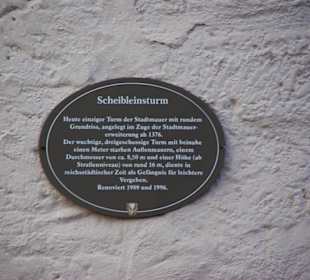 Scheibleinsturm
Heute einziger Turm der Stadtmauer mit rundem
Grundriss, angelegt im Zuge der Stadtmauer-
erweiterung ab 1376.
Der wuchtige, dreigeschossige Turm mit beinahe
einen Meter starken Außenmauern, einem
Durchmesser von ca. 8,50 m und einer Höhe (ab
Straßenniveau) von rund 16 m, diente in
reichsstädtischer Zeit als Gefängnis für leichtere
Vergehen.
Renoviert 1989 und 1996.